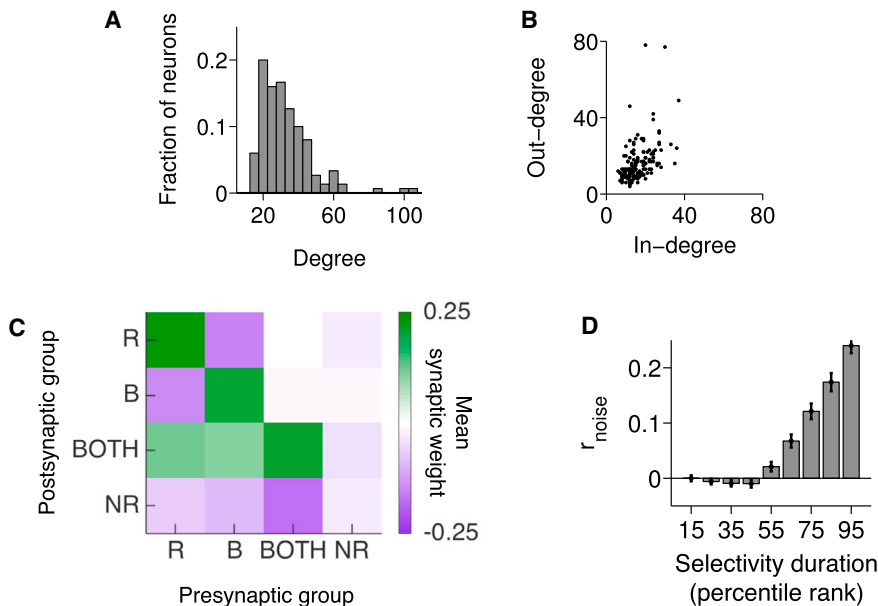 A
Fraction of neurons
0.2
0.1
0
20 60 100
Degree
B
Out−degree
80
40
0
0 40 80
In−degree
C
Postsynaptic group
R
B
BOTH
NR
R B BOTH NR
Presynaptic group
0.25
-0.25
Mean
synaptic weight
D
r noise
0.2
0.1
0
15 35 55 75 95
Selectivity duration
(percentile rank)